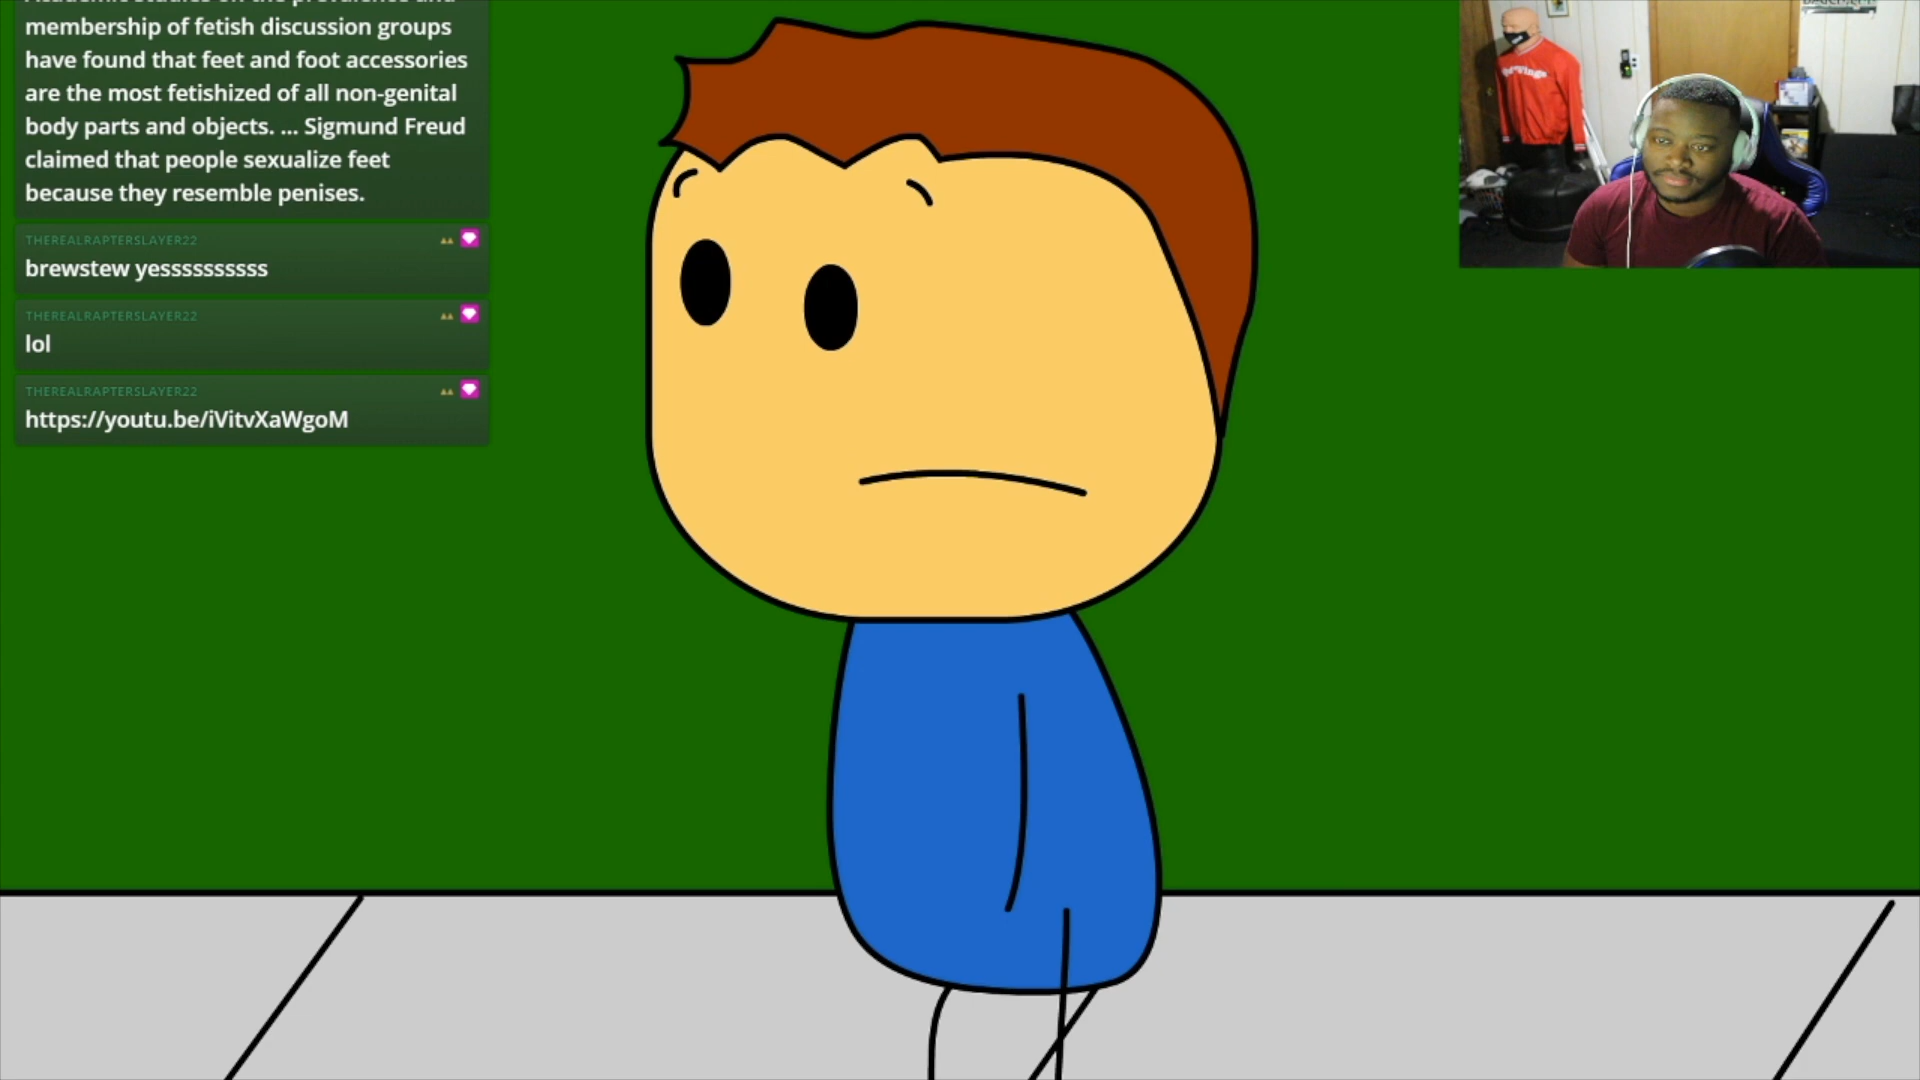 membership of fetish discussion groups
have found that feet and foot accessories
are the most fetishized of all non-genital
body parts and objects. ... Sigmund Freud
claimed that people sexualize feet
because they resemble penises.
THEREALRAPTERSLAYER22
brewstew yessssssssss
THEREALRAPTERSLAYER22
lol
THEREALRAPTERSLAYER22
https://youtu.be/iVitvXaWgoM